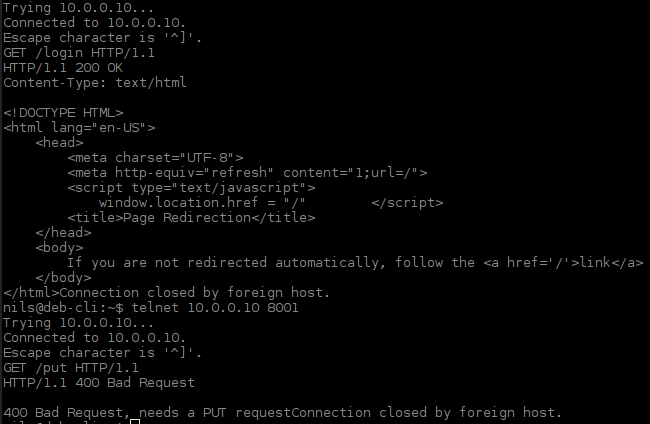 Trying 10.0.0.10...
Connected to 10.0.0.10.
Escape character is '^]'.
GET /login HTTP/1.1
HTTP/1.1 200 OK
Content-Type: text/html

<!DOCTYPE HTML>
<html lang="en-US">
    <head>
        <meta charset="UTF-8">
        <meta http-equiv="refresh" content="1;url=/">
        <script type="text/javascript">
            window.location.href = "/"        </script>
        <title>Page Redirection</title>
    </head>
    <body>
        If you are not redirected automatically, follow the <a href='/'>link</a>
    </body>
</html>Connection closed by foreign host.
nils@deb-cli:~$ telnet 10.0.0.10 8001
Trying 10.0.0.10...
Connected to 10.0.0.10.
Escape character is '^]'.
GET /put HTTP/1.1
HTTP/1.1 400 Bad Request

400 Bad Request, needs a PUT requestConnection closed by foreign host.